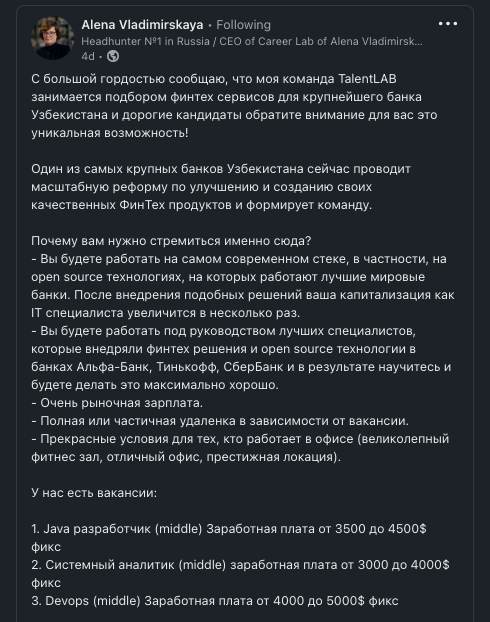 Alena Vladimirskaya • Following
Headhunter №1 in Russia / CEO of Career Lab of Alena Vladimirsk...
4d •
С большой гордостью сообщаю, что моя команда TalentLAB
занимается подбором финтех сервисов для крупнейшего банка
Узбекистана и дорогие кандидаты обратите внимание для вас это
уникальная возможность!
Один из самых крупных банков Узбекистана сейчас проводит
масштабную реформу по улучшению и созданию своих
качественных ФинТех продуктов и формирует команду.
Почему вам нужно стремиться именно сюда?
- Вы будете работать на самом современном стеке, в частности, на
open source технологиях, на которых работают лучшие мировые
банки. После внедрения подобных решений ваша капитализация как
IT специалиста увеличится в несколько раз.
- Вы будете работать под руководством лучших специалистов,
которые внедряли финтех решения и open source технологии в
банках Альфа-Банк, Тинькофф, СберБанк и в результате научитесь и
будете делать это максимально хорошо.
- Очень рыночная зарплата.
- Полная или частичная удаленка в зависимости от вакансии.
- Прекрасные условия для тех, кто работает в офисе (великолепный
фитнес зал, отличный офис, престижная локация).
У нас есть вакансии:
1. Java разработчик (middle) Заработная плата от 3500 до 4500$
фикс
2. Системный аналитик (middle) заработная плата от 3000 до 4000$
фикс
3. Devops (middle) Заработная плата от 4000 до 5000$ фикс